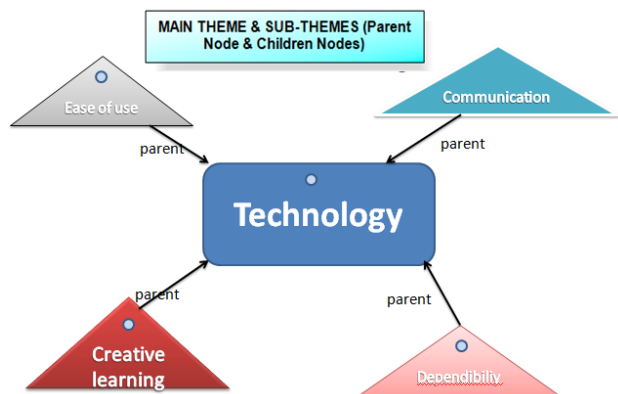 MAIN THEME & SUB-THEMES (Parent
Node & Children Nodes)
Ease of use
Communication
parent
parent
Technology
parent
parent
Creative
learning
Dependibiliy